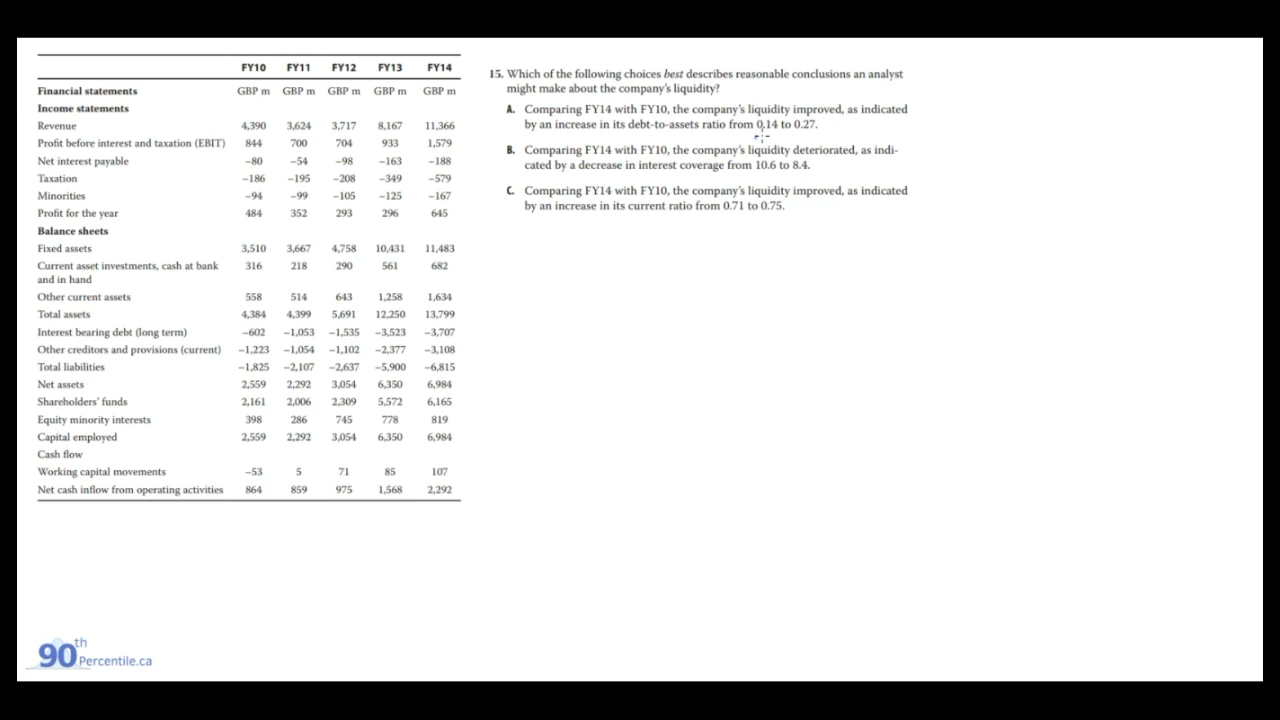 FY10 FY11 FY12 FY13 FY14
Financial statements GBP m GBP m GBP m GBP m GBP m
Income statements
Revenue 4,390 3,624 3,717 8,167 11,366
Profit before interest and taxation (EBIT) 844 700 704 933 1,579
Net interest payable −80 −54 −98 −163 −188
Taxation −186 −195 −208 −349 −579
Minorities −94 −99 −105 −125 −167
Profit for the year 484 352 293 296 645
Balance sheets
Fixed assets 3,510 3,667 4,758 10,431 11,483
Current asset investments, cash at bank 316 218 290 561 682
and in hand
Other current assets 558 514 643 1,258 1,634
Total assets 4,384 4,399 5,691 12,250 13,799
Interest bearing debt (long term) −602 −1,053 −1,535 −3,523 −3,707
Other creditors and provisions (current) −1,223 −1,054 −1,102 −2,377 −3,108
Total liabilities −1,825 −2,107 −2,637 −5,900 −6,815
Net assets 2,559 2,292 3,054 6,350 6,984
Shareholders' funds 2,161 2,006 2,309 5,572 6,165
Equity minority interests 398 286 745 778 819
Capital employed 2,559 2,292 3,054 6,350 6,984
Cash flow
Working capital movements −53 5 71 85 107
Net cash inflow from operating activities 864 859 975 1,568 2,292
15. Which of the following choices best describes reasonable conclusions an analyst
might make about the company's liquidity?
A. Comparing FY14 with FY10, the company's liquidity improved, as indicated
by an increase in its debt-to-assets ratio from 0.14 to 0.27.
B. Comparing FY14 with FY10, the company's liquidity deteriorated, as indi-
cated by a decrease in interest coverage from 10.6 to 8.4.
C. Comparing FY14 with FY10, the company's liquidity improved, as indicated
by an increase in its current ratio from 0.71 to 0.75.
90th Percentile.ca